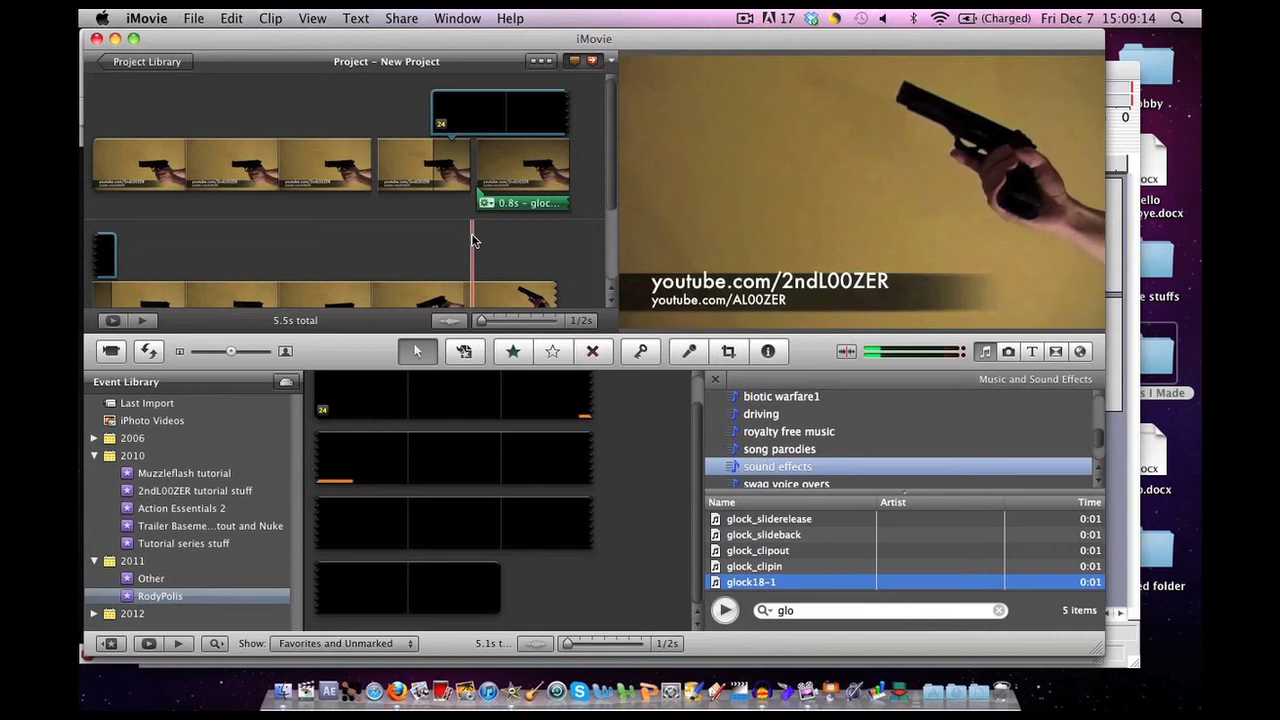 iMovie File Edit Clip View Text Share Window Help 17 (Charged) Fri Dec 7 15:09:14
iMovie
Project Library Project - New Project
24
0.8s – gloc...
youtube.com/2ndL00ZER
youtube.com/AL00ZER
5.5s total 1/2s
Event Library
Last Import
iPhoto Videos
2006
2010
Muzzleflash tutorial
2ndL00ZER tutorial stuff
Action Essentials 2
Trailer Baseme...tout and Nuke
Tutorial series stuff
2011
Other
RodyPolis
2012
24
Music and Sound Effects
biotic warfare1
driving
royalty free music
song parodies
sound effects
swag voice overs
Name Artist Time
glock_sliderelease 0:01
glock_slideback 0:01
glock_clipout 0:01
glock_clipin 0:01
glock18-1 0:01
glo 5 items
Show: Favorites and Unmarked 5.1s t... 1/2s
obby
0
.docx
ello
ye.docx
e stuffs
s I Made
.docx
p.docx
ed folder
AE